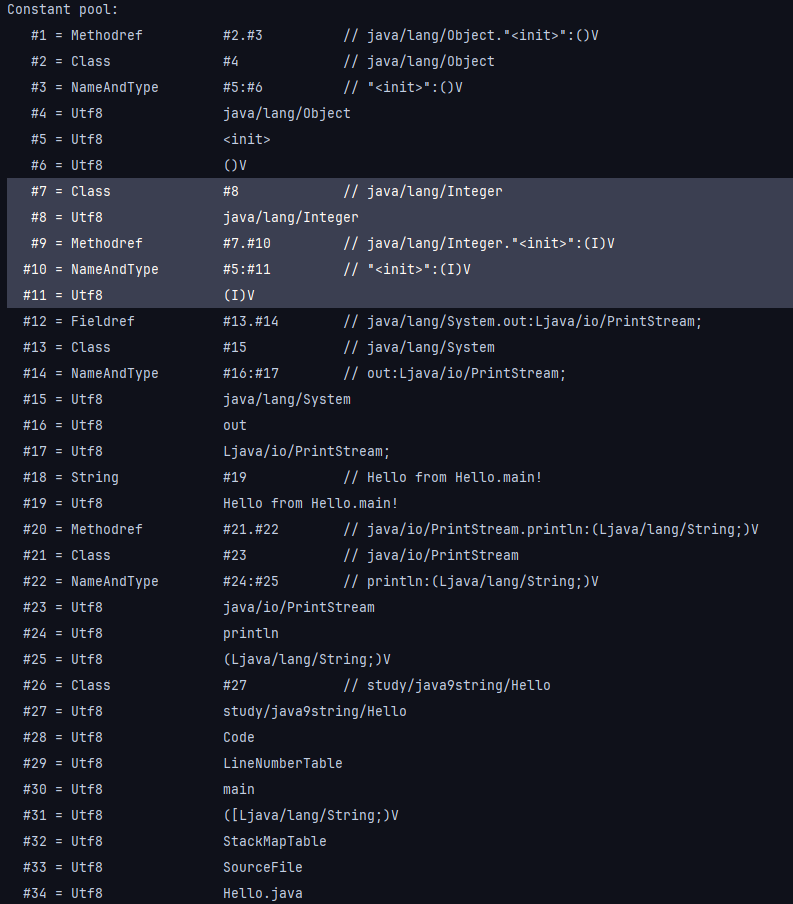 Constant pool:
#1 = Methodref #2.#3 // java/lang/Object."<init>":()V
#2 = Class #4 // java/lang/Object
#3 = NameAndType #5:#6 // "<init>":()V
#4 = Utf8 java/lang/Object
#5 = Utf8 <init>
#6 = Utf8 ()V
#7 = Class #8 // java/lang/Integer
#8 = Utf8 java/lang/Integer
#9 = Methodref #7.#10 // java/lang/Integer."<init>":(I)V
#10 = NameAndType #5:#11 // "<init>":(I)V
#11 = Utf8 (I)V
#12 = Fieldref #13.#14 // java/lang/System.out:Ljava/io/PrintStream;
#13 = Class #15 // java/lang/System
#14 = NameAndType #16:#17 // out:Ljava/io/PrintStream;
#15 = Utf8 java/lang/System
#16 = Utf8 out
#17 = Utf8 Ljava/io/PrintStream;
#18 = String #19 // Hello from Hello.main!
#19 = Utf8 Hello from Hello.main!
#20 = Methodref #21.#22 // java/io/PrintStream.println:(Ljava/lang/String;)V
#21 = Class #23 // java/io/PrintStream
#22 = NameAndType #24:#25 // println:(Ljava/lang/String;)V
#23 = Utf8 java/io/PrintStream
#24 = Utf8 println
#25 = Utf8 (Ljava/lang/String;)V
#26 = Class #27 // study/java9string/Hello
#27 = Utf8 study/java9string/Hello
#28 = Utf8 Code
#29 = Utf8 LineNumberTable
#30 = Utf8 main
#31 = Utf8 ([Ljava/lang/String;)V
#32 = Utf8 StackMapTable
#33 = Utf8 SourceFile
#34 = Utf8 Hello.java